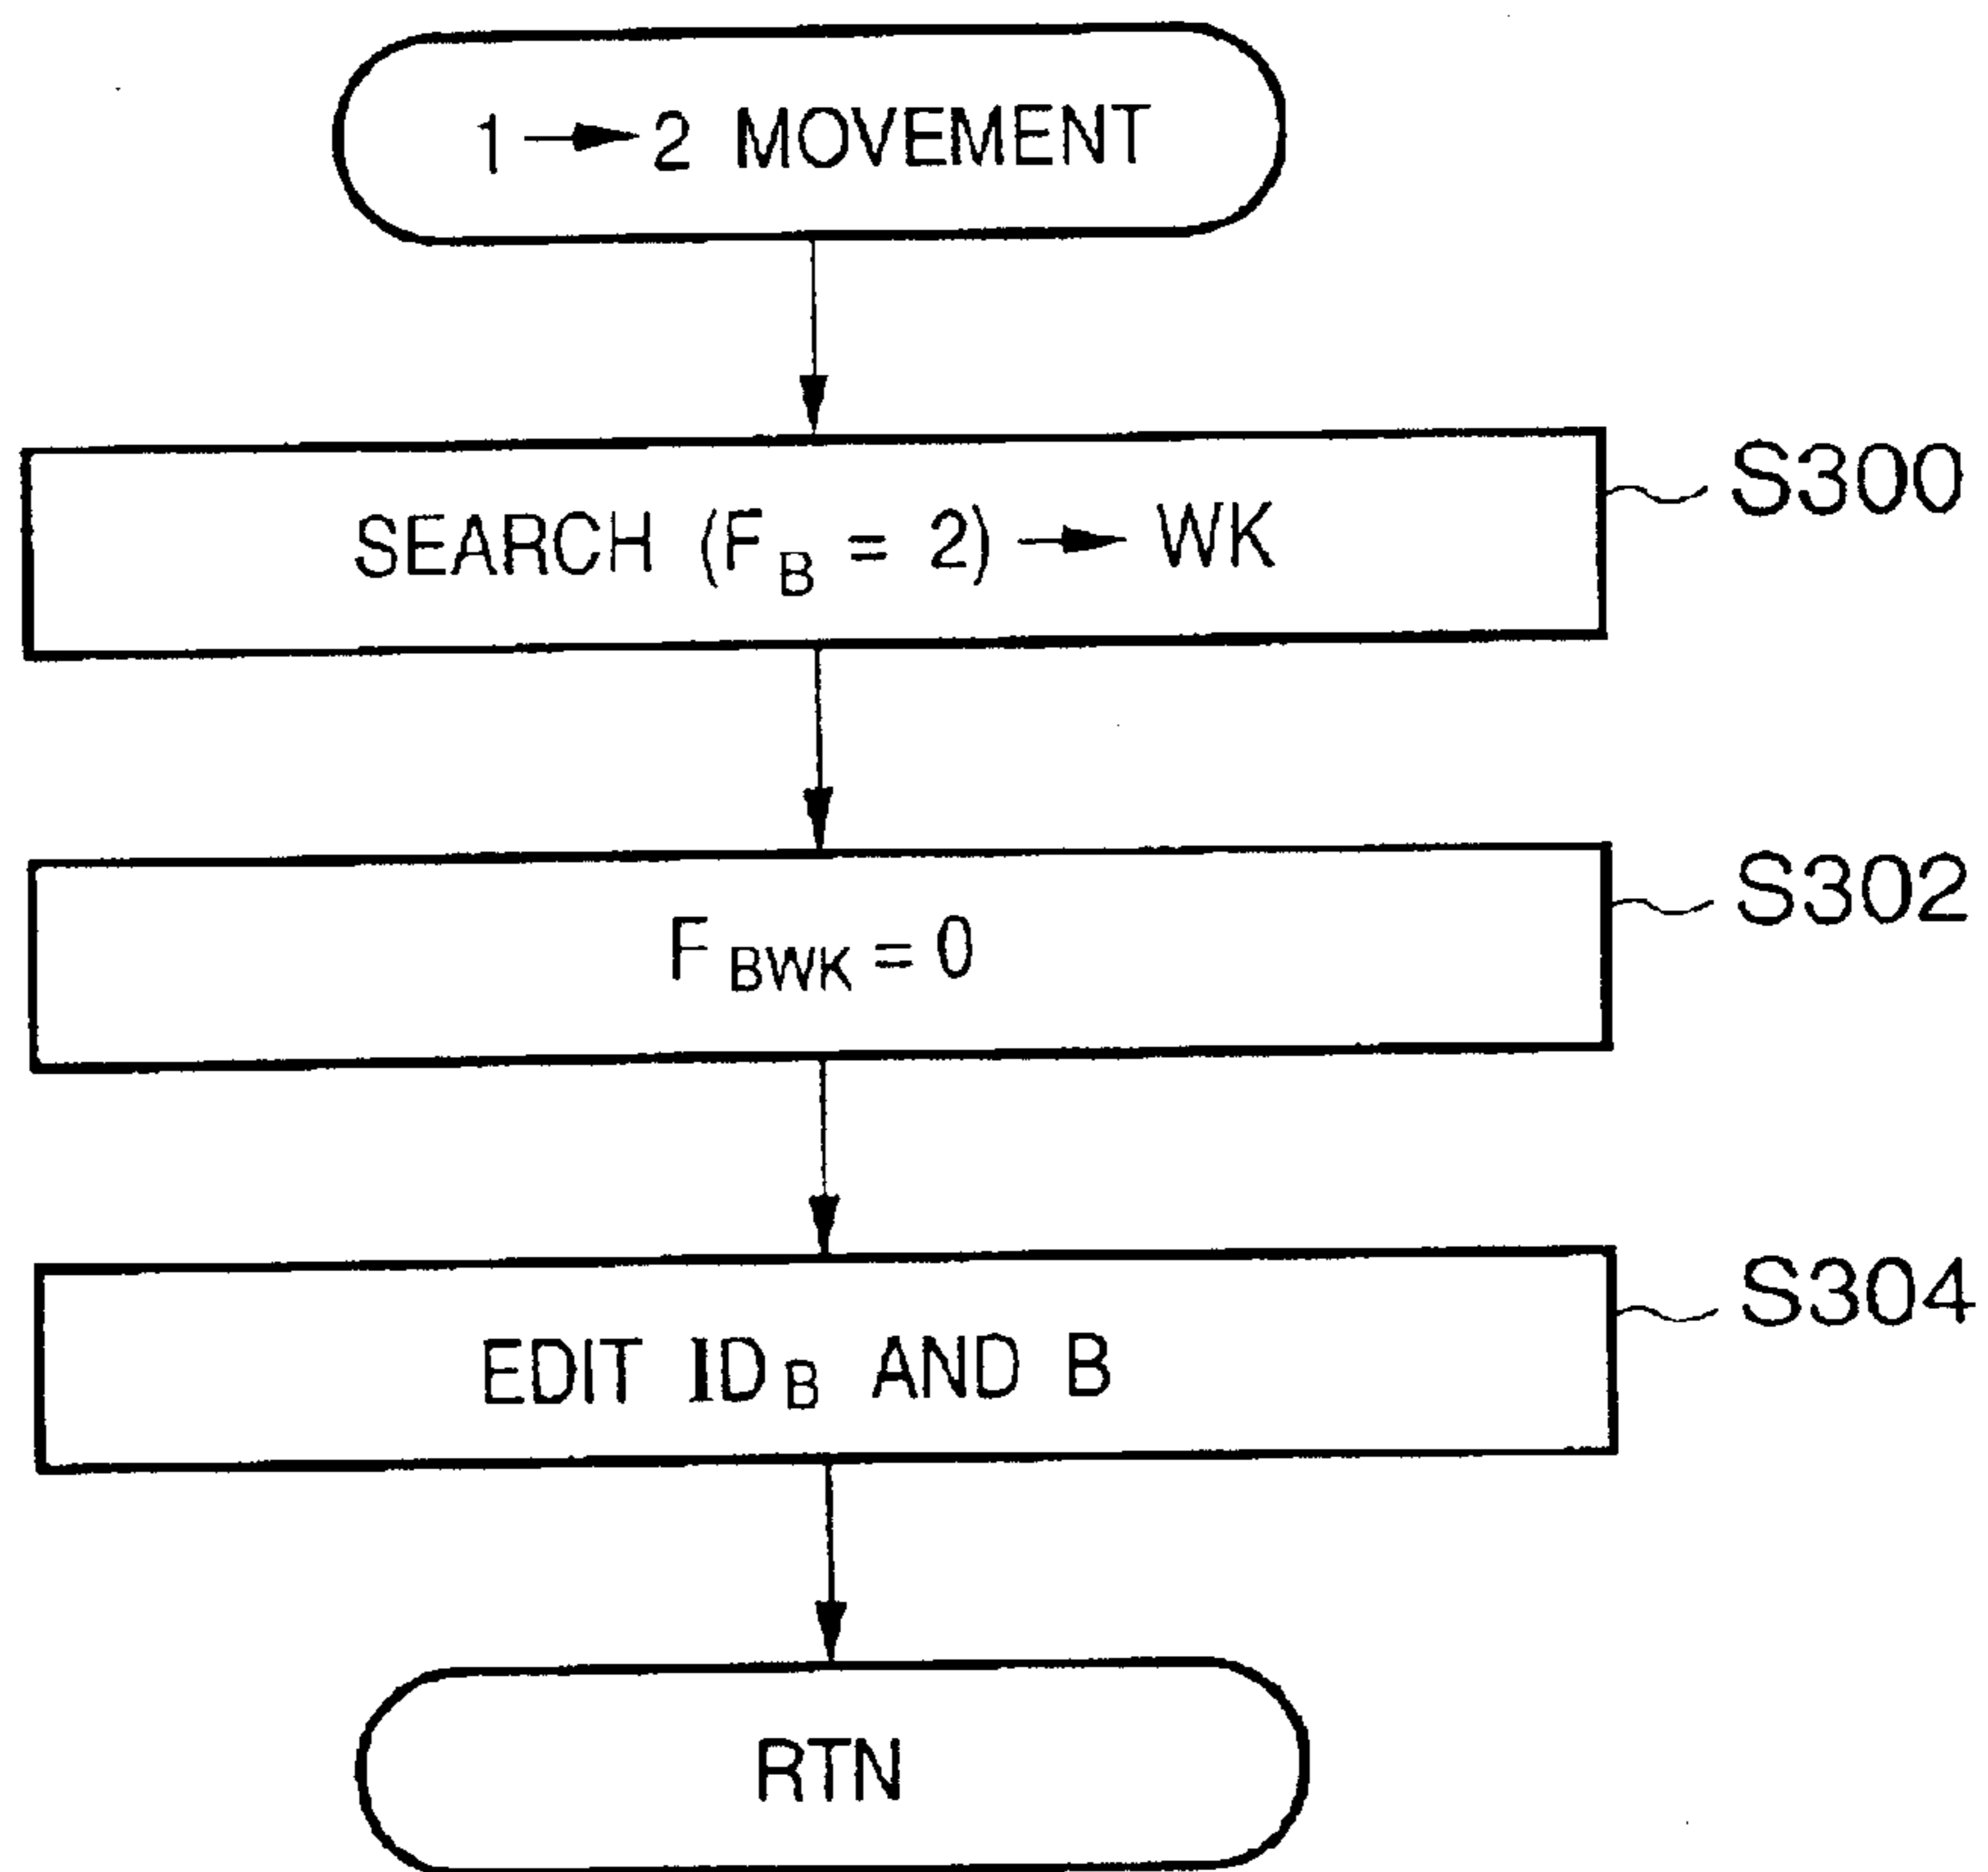 1 → 2 MOVEMENT
SEARCH (F_B = 2) → WK
S300
F_BWK = 0
S302
EDIT ID_B AND B
S304
RTN